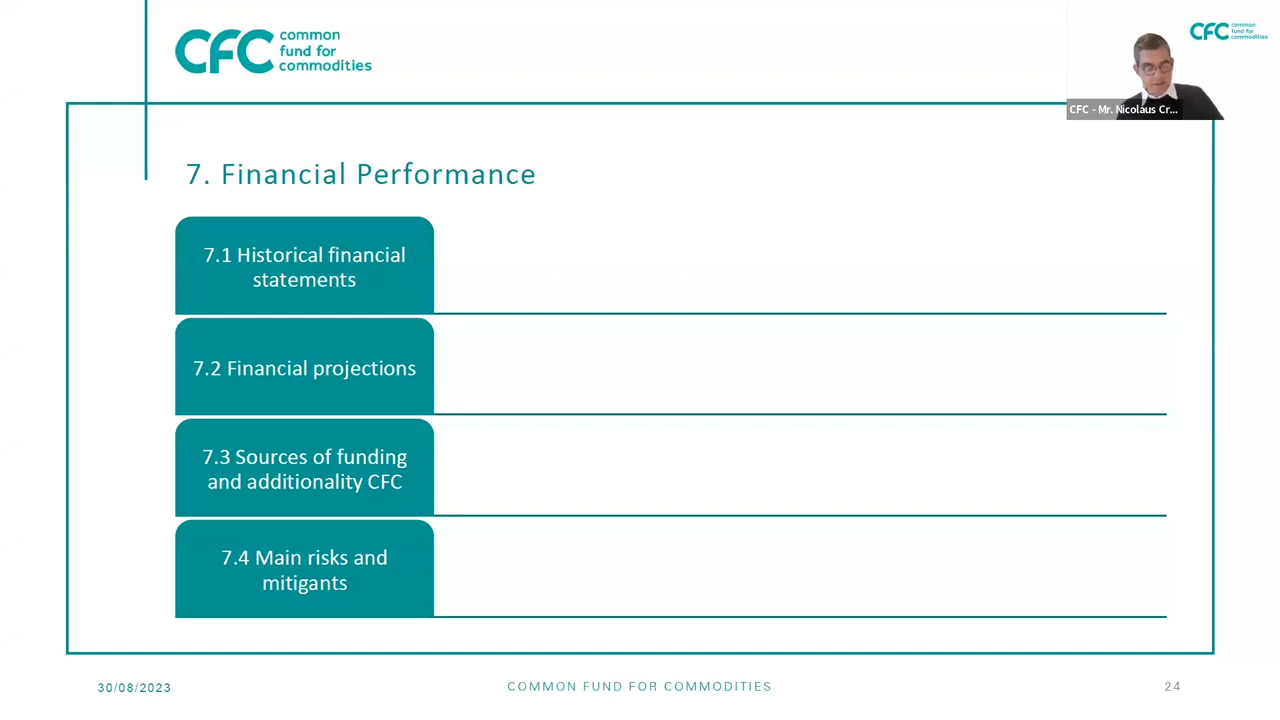 CFC common
fund for
commodities
CFC common
fund for
commodities
CFC - Mr. Nicolaus Cr...
7. Financial Performance
7.1 Historical financial
statements
7.2 Financial projections
7.3 Sources of funding
and additionality CFC
7.4 Main risks and
mitigants
30/08/2023
COMMON FUND FOR COMMODITIES
24